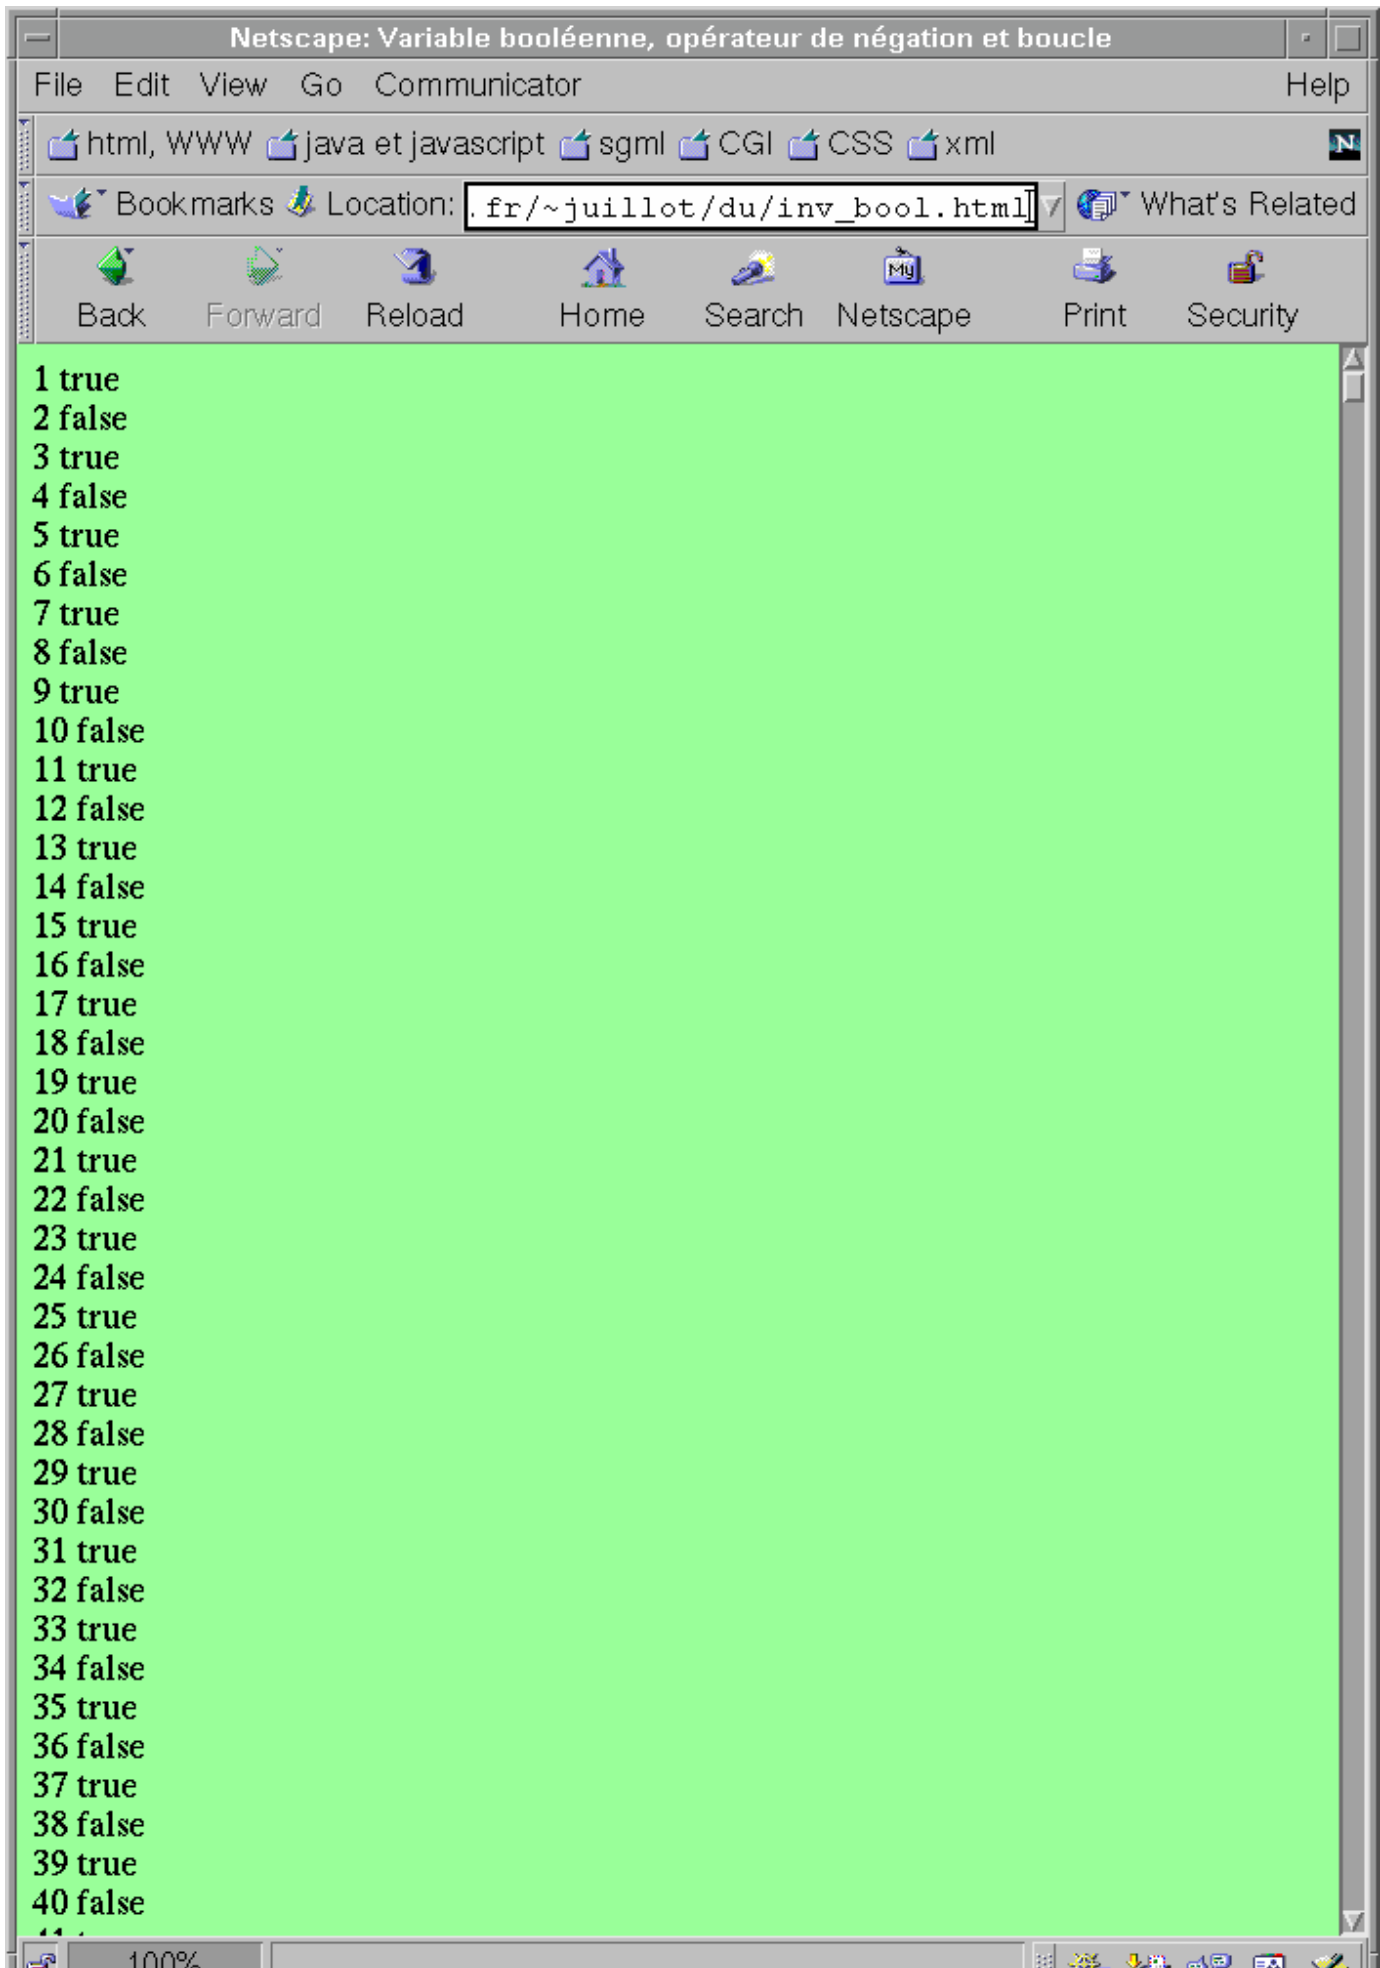 Netscape: Variable booléenne, opérateur de négation et boucle
File Edit View Go Communicator Help
html, WWW java et javascript sgml CGI CSS xml N
Bookmarks Location: .fr/~juillot/du/inv_bool.html What's Related
My
Back Forward Reload Home Search Netscape Print Security
1 true
2 false
3 true
4 false
5 true
6 false
7 true
8 false
9 true
10 false
11 true
12 false
13 true
14 false
15 true
16 false
17 true
18 false
19 true
20 false
21 true
22 false
23 true
24 false
25 true
26 false
27 true
28 false
29 true
30 false
31 true
32 false
33 true
34 false
35 true
36 false
37 true
38 false
39 true
40 false
100%